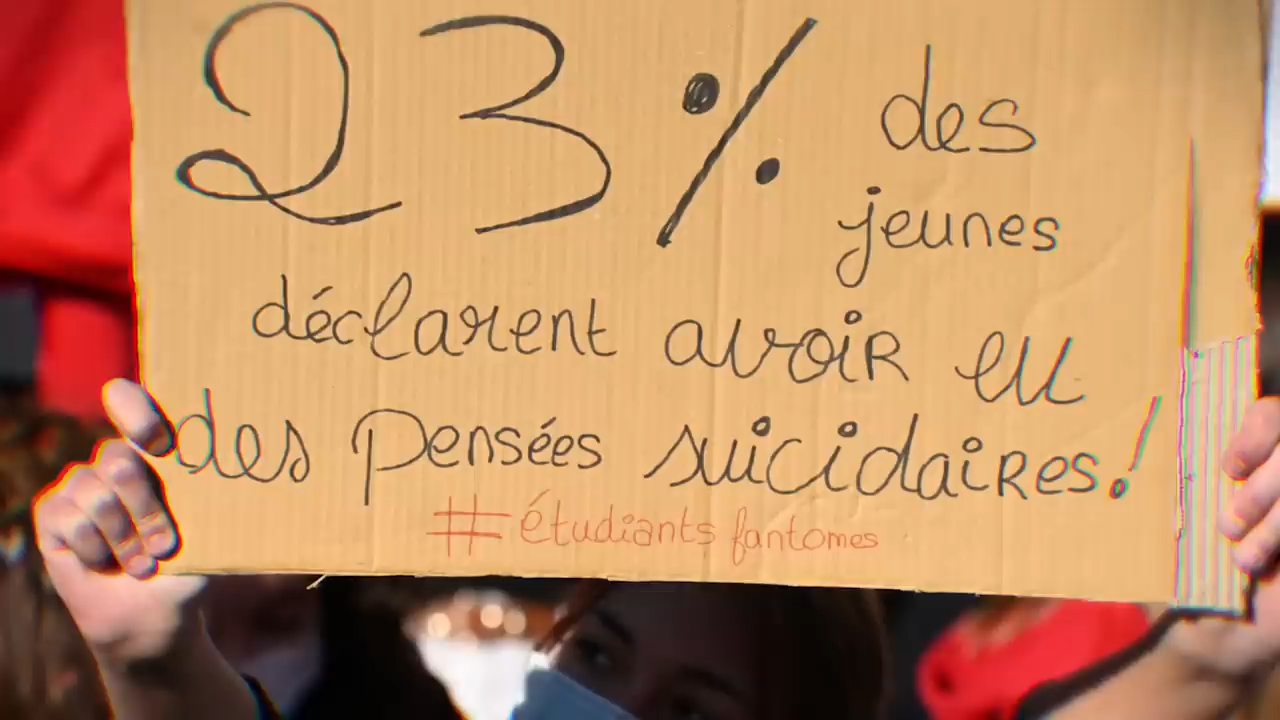 23% des
jeunes
déclarent avoir eu
des pensées suicidaires!
#étudiants fantomes